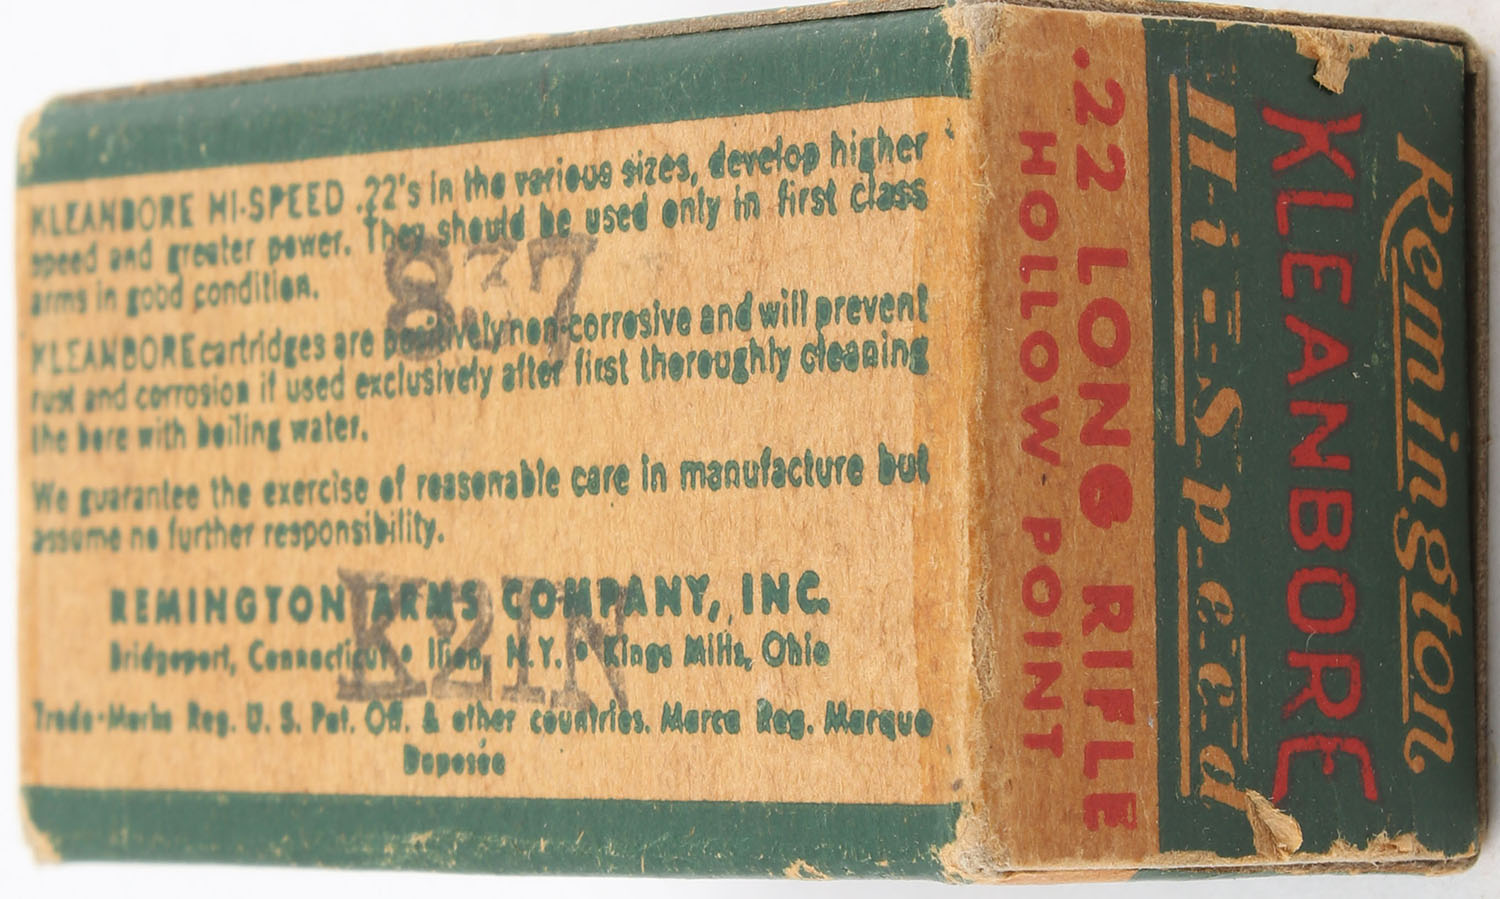 KLEANBORE HI-SPEED .22's in the various sizes, develop higher
speed and greater power. They should be used only in first class
arms in good condition.
KLEANBORE cartridges are positively non-corrosive and will prevent
rust and corrosion if used exclusively after first thoroughly cleaning
the bore with boiling water.
We guarantee the exercise of reasonable care in manufacture but
assume no further responsibility.
REMINGTON ARMS COMPANY, INC.
Bridgeport, Connecticut • Ilion, N.Y. • Kings Mills, Ohio
Trade-Marks Reg. U. S. Pat. Off. & other countries. Marca Reg. Marque
Deposée
K21N
Remington
KLEANBORE
Hi-Speed
.22 LONG RIFLE
HOLLOW-POINT